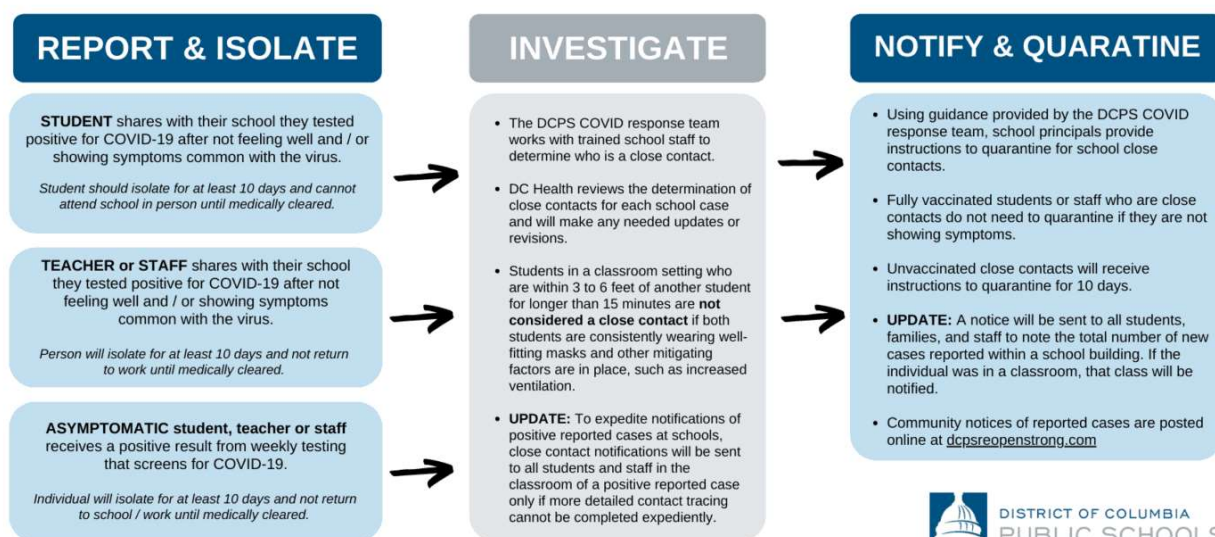 REPORT & ISOLATE
STUDENT shares with their school they tested
positive for COVID-19 after not feeling well and / or
showing symptoms common with the virus.
Student should isolate for at least 10 days and cannot
attend school in person until medically cleared.
TEACHER or STAFF shares with their school
they tested positive for COVID-19 after not
feeling well and / or showing symptoms
common with the virus.
Person will isolate for at least 10 days and not return
to work until medically cleared.
ASYMPTOMATIC student, teacher or staff
receives a positive result from weekly testing
that screens for COVID-19.
Individual will isolate for at least 10 days and not return
to school / work until medically cleared.
INVESTIGATE
• The DCPS COVID response team
works with trained school staff to
determine who is a close contact.
• DC Health reviews the determination of
close contacts for each school case
and will make any needed updates or
revisions.
• Students in a classroom setting who
are within 3 to 6 feet of another student
for longer than 15 minutes are not
considered a close contact if both
students are consistently wearing well-
fitting masks and other mitigating
factors are in place, such as increased
ventilation.
• UPDATE: To expedite notifications of
positive reported cases at schools,
close contact notifications will be sent
to all students and staff in the
classroom of a positive reported case
only if more detailed contact tracing
cannot be completed expediently.
NOTIFY & QUARATINE
• Using guidance provided by the DCPS COVID
response team, school principals provide
instructions to quarantine for school close
contacts.
• Fully vaccinated students or staff who are close
contacts do not need to quarantine if they are not
showing symptoms.
• Unvaccinated close contacts will receive
instructions to quarantine for 10 days.
• UPDATE: A notice will be sent to all students,
families, and staff to note the total number of new
cases reported within a school building. If the
individual was in a classroom, that class will be
notified.
• Community notices of reported cases are posted
online at dcpsreopenstrong.com
DISTRICT OF COLUMBIA
PUBLIC SCHOOLS